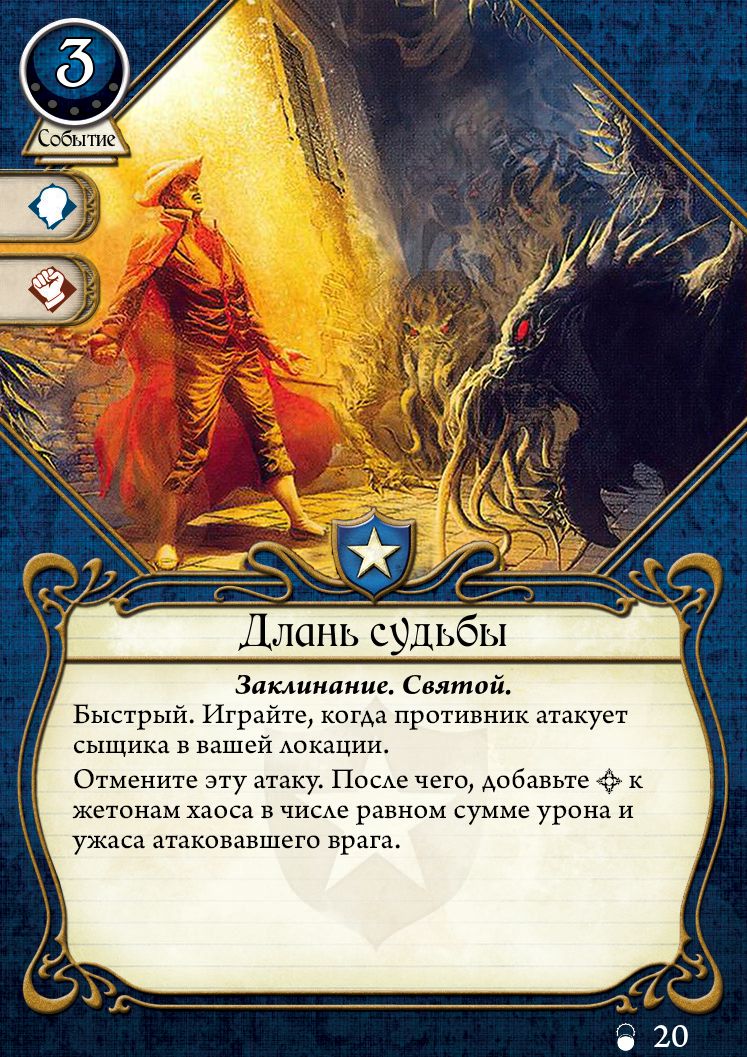 3
Событие
Длань судьбы
Заклинание. Святой.
Быстрый. Играйте, когда противник атакует
сыщика в вашей локации.
Отмените эту атаку. После чего, добавьте к
жетонам хаоса в числе равном сумме урона и
ужаса атаковавшего врага.
20